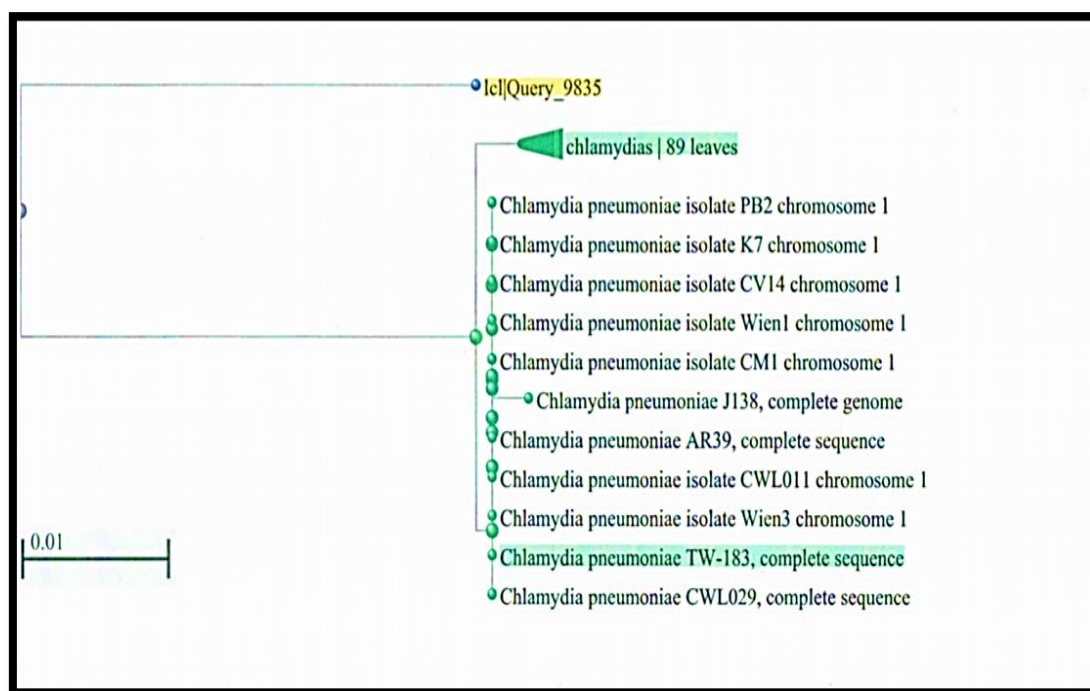 lcl|Query_9835
chlamydias | 89 leaves
Chlamydia pneumoniae isolate PB2 chromosome 1
Chlamydia pneumoniae isolate K7 chromosome 1
Chlamydia pneumoniae isolate CV14 chromosome 1
Chlamydia pneumoniae isolate Wien1 chromosome 1
Chlamydia pneumoniae isolate CM1 chromosome 1
Chlamydia pneumoniae J138, complete genome
Chlamydia pneumoniae AR39, complete sequence
Chlamydia pneumoniae isolate CWL011 chromosome 1
Chlamydia pneumoniae isolate Wien3 chromosome 1
0.01
Chlamydia pneumoniae TW-183, complete sequence
Chlamydia pneumoniae CWL029, complete sequence